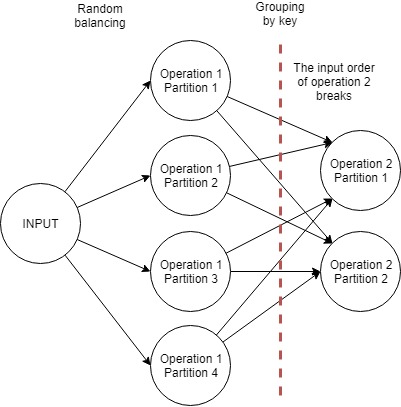 Random
balancing
Grouping
by key
The input order
of operation 2
breaks
INPUT
Operation 1
Partition 1
Operation 1
Partition 2
Operation 1
Partition 3
Operation 1
Partition 4
Operation 2
Partition 1
Operation 2
Partition 2